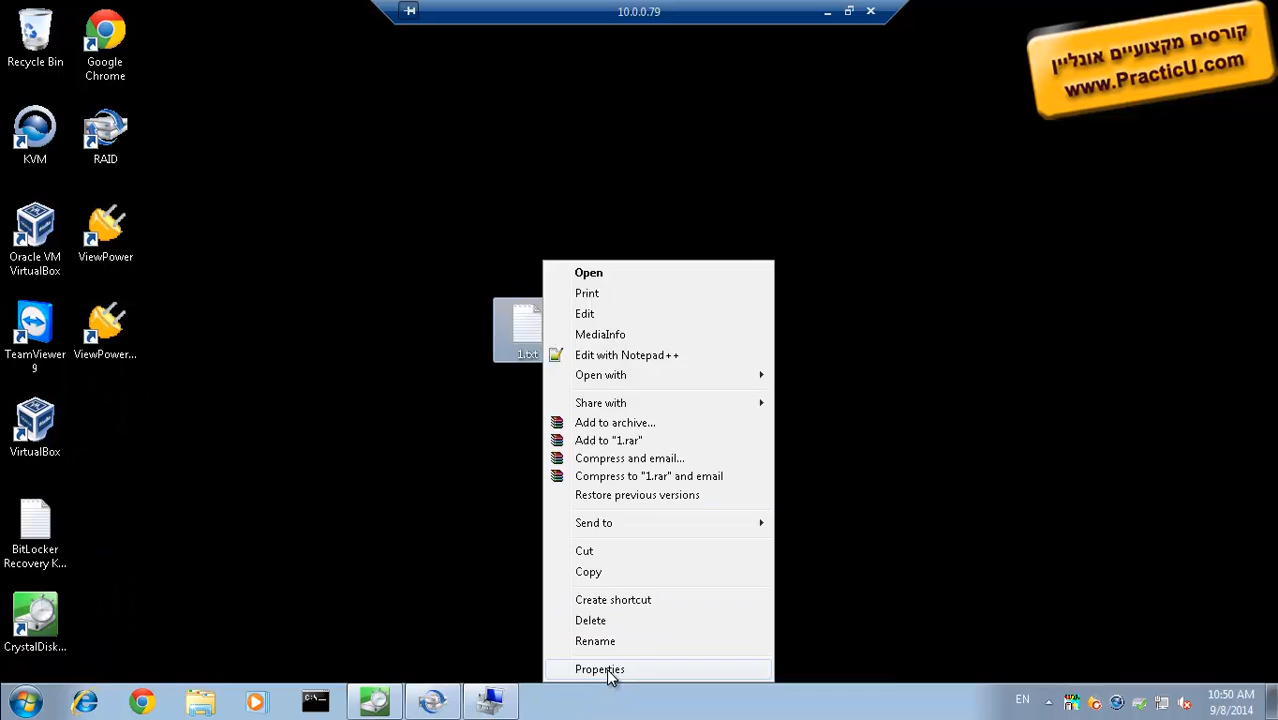 10.0.0.79
קורסים מקצועיים אונליין
www.PracticU.com
Recycle Bin
Google
Chrome
KVM
RAID
Oracle VM
VirtualBox
ViewPower
TeamViewer
9
ViewPower...
VirtualBox
BitLocker
Recovery K...
CrystalDisk...
1.txt
Open
Print
Edit
MediaInfo
Edit with Notepad++
Open with
Share with
Add to archive...
Add to "1.rar"
Compress and email...
Compress to "1.rar" and email
Restore previous versions
Send to
Cut
Copy
Create shortcut
Delete
Rename
Properties
C:\_
EN
10:50 AM
9/8/2014